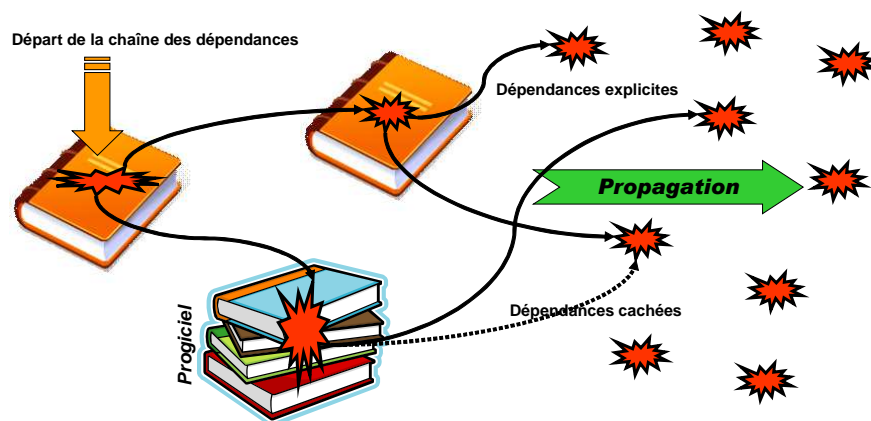 Départ de la chaîne des dépendances
Dépendances explicites
Propagation
Dépendances cachées
Progiciel